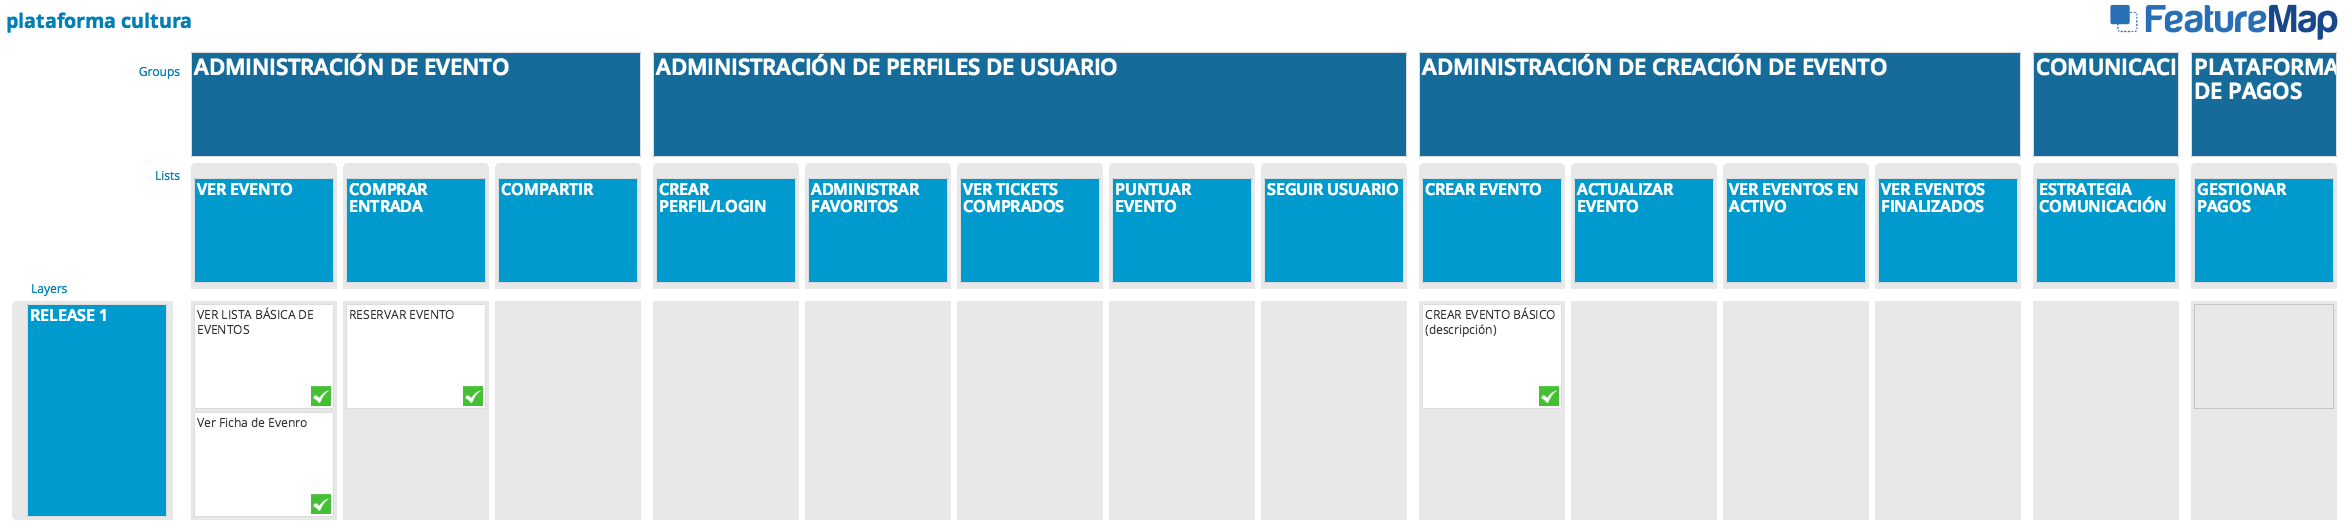 plataforma cultura
FeatureMap
Groups
ADMINISTRACIÓN DE EVENTO
ADMINISTRACIÓN DE PERFILES DE USUARIO
ADMINISTRACIÓN DE CREACIÓN DE EVENTO
COMUNICACI
PLATAFORMA
DE PAGOS
Lists
VER EVENTO
COMPRAR
ENTRADA
COMPARTIR
CREAR
PERFIL/LOGIN
ADMINISTRAR
FAVORITOS
VER TICKETS
COMPRADOS
PUNTUAR
EVENTO
SEGUIR USUARIO
CREAR EVENTO
ACTUALIZAR
EVENTO
VER EVENTOS EN
ACTIVO
VER EVENTOS
FINALIZADOS
ESTRATEGIA
COMUNICACIÓN
GESTIONAR
PAGOS
Layers
RELEASE 1
VER LISTA BÁSICA DE
EVENTOS
RESERVAR EVENTO
CREAR EVENTO BÁSICO
(descripción)
Ver Ficha de Evenro